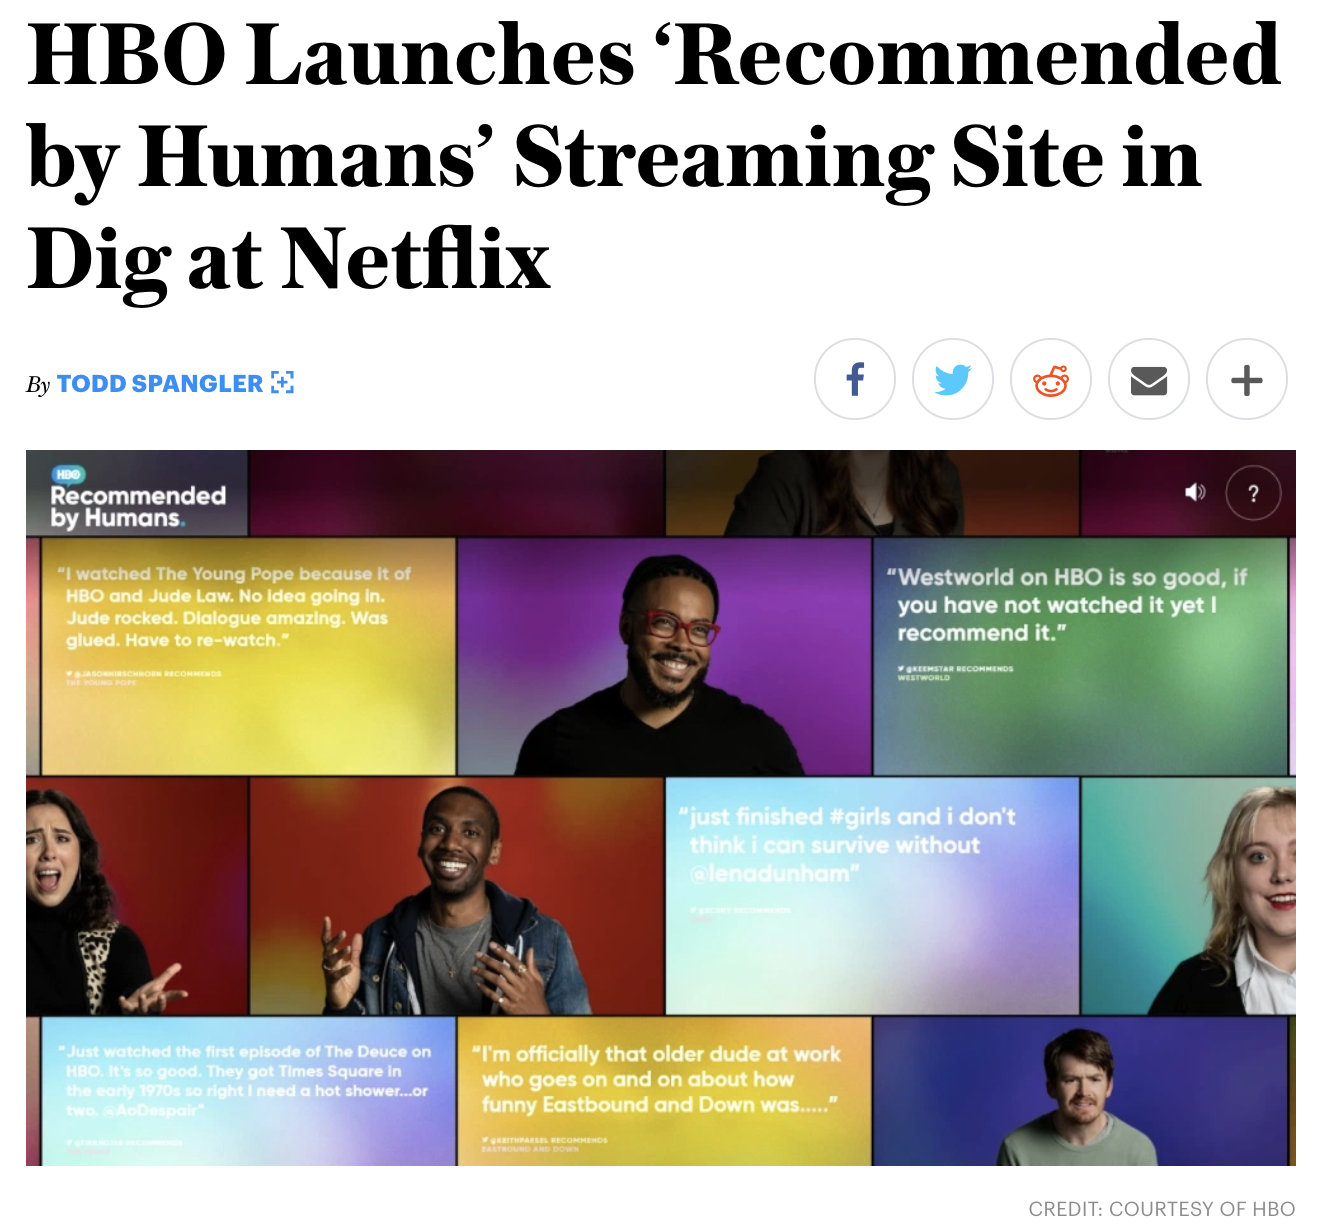 HBO Launches ‘Recommended
by Humans’ Streaming Site in
Dig at Netflix
By TODD SPANGLER
HBO
Recommended
by Humans.
?
“I watched The Young Pope because it of
HBO and Jude Law. No idea going in.
Jude rocked. Dialogue amazing. Was
glued. Have to re-watch.”
@JASONHIRSCHHORN RECOMMENDS
THE YOUNG POPE
“Westworld on HBO is so good, if
you have not watched it yet I
recommend it.”
@KEEMSTAR RECOMMENDS
WESTWORLD
“just finished #girls and i don't
think i can survive without
@lenadunham”
RECOMMENDS
“Just watched the first episode of The Deuce on
HBO. It's so good. They got Times Square in
the early 1970s so right I need a hot shower...or
two. @AoDespair”
RECOMMENDS
“I'm officially that older dude at work
who goes on and on about how
funny Eastbound and Down was.....”
@KEITHPAESEL RECOMMENDS
EASTBOUND AND DOWN
CREDIT: COURTESY OF HBO